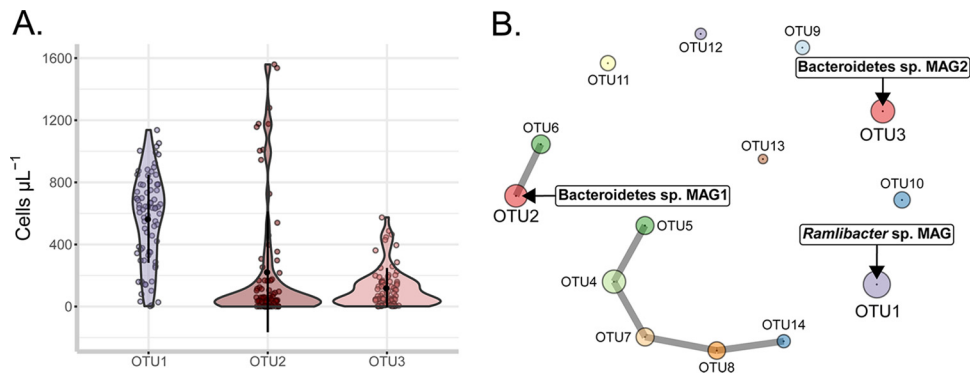 A.
Cells µL⁻¹
1600
1200
800
400
0
OTU1 OTU2 OTU3
B.
OTU12
OTU9
OTU11
Bacteroidetes sp. MAG2
OTU6
OTU3
OTU13
OTU10
Bacteroidetes sp. MAG1
OTU2
OTU5
Ramlibacter sp. MAG
OTU4
OTU1
OTU14
OTU7
OTU8